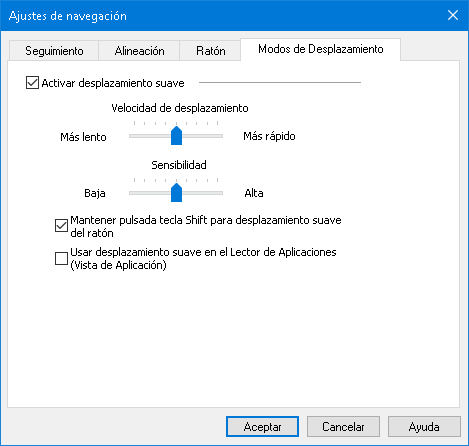 Ajustes de navegación
Seguimiento Alineación Ratón Modos de Desplazamiento
Activar desplazamiento suave
Velocidad de desplazamiento
Más lento Más rápido
Sensibilidad
Baja Alta
Mantener pulsada tecla Shift para desplazamiento suave
del ratón
Usar desplazamiento suave en el Lector de Aplicaciones
(Vista de Aplicación)
Aceptar Cancelar Ayuda